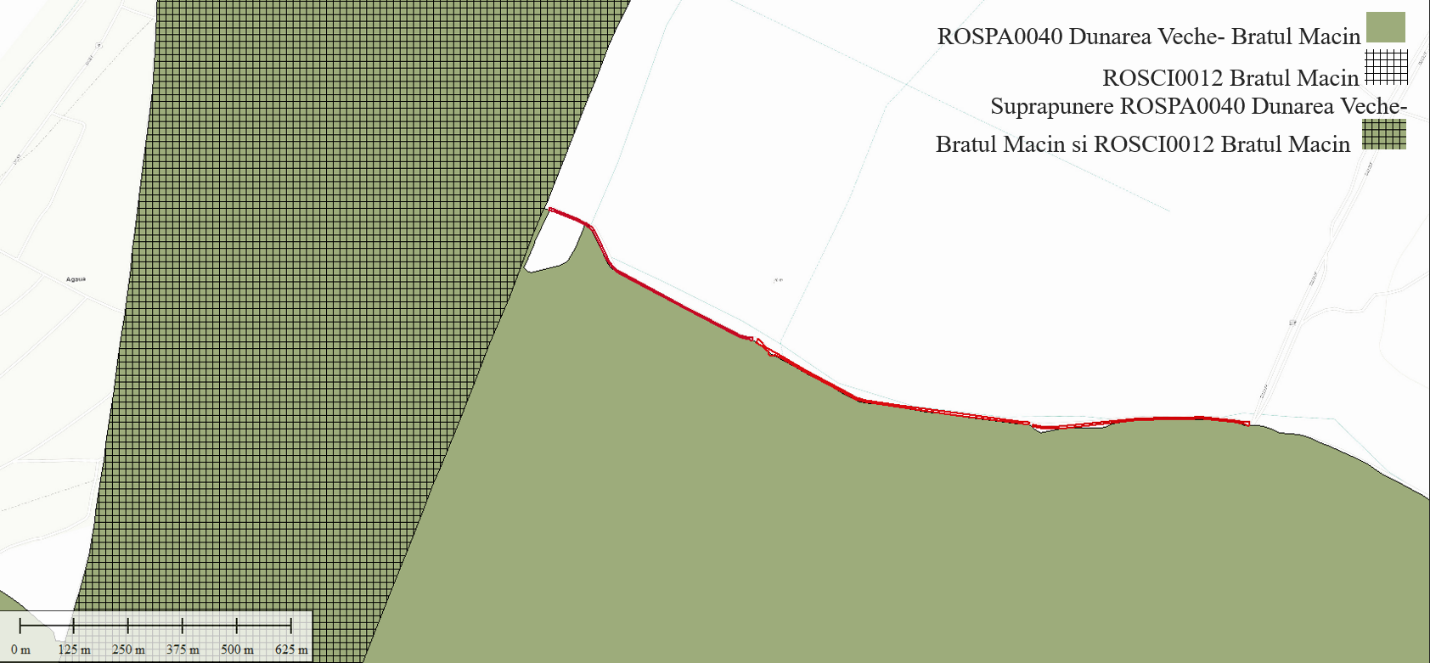 ROSPA0040 Dunarea Veche- Bratul Macin
ROSCI0012 Bratul Macin
Suprapunere ROSPA0040 Dunarea Veche-
Bratul Macin si ROSCI0012 Bratul Macin
Agaua
0 m 125 m 250 m 375 m 500 m 625 m